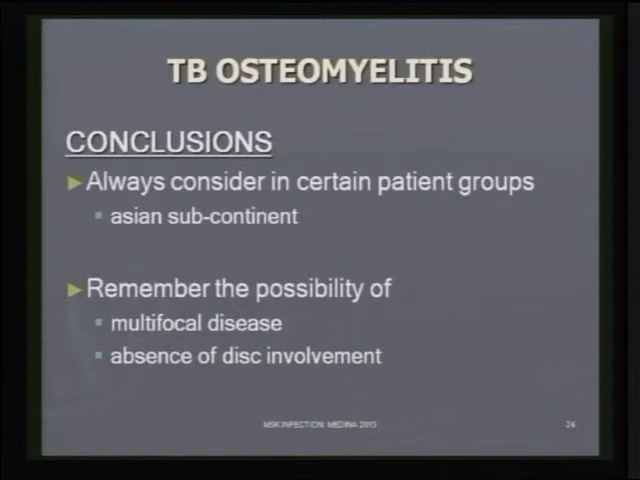 TB OSTEOMYELITIS
CONCLUSIONS
Always consider in certain patient groups
asian sub-continent
Remember the possibility of
multifocal disease
absence of disc involvement
MSK INFECTION MEDINA 2013
24